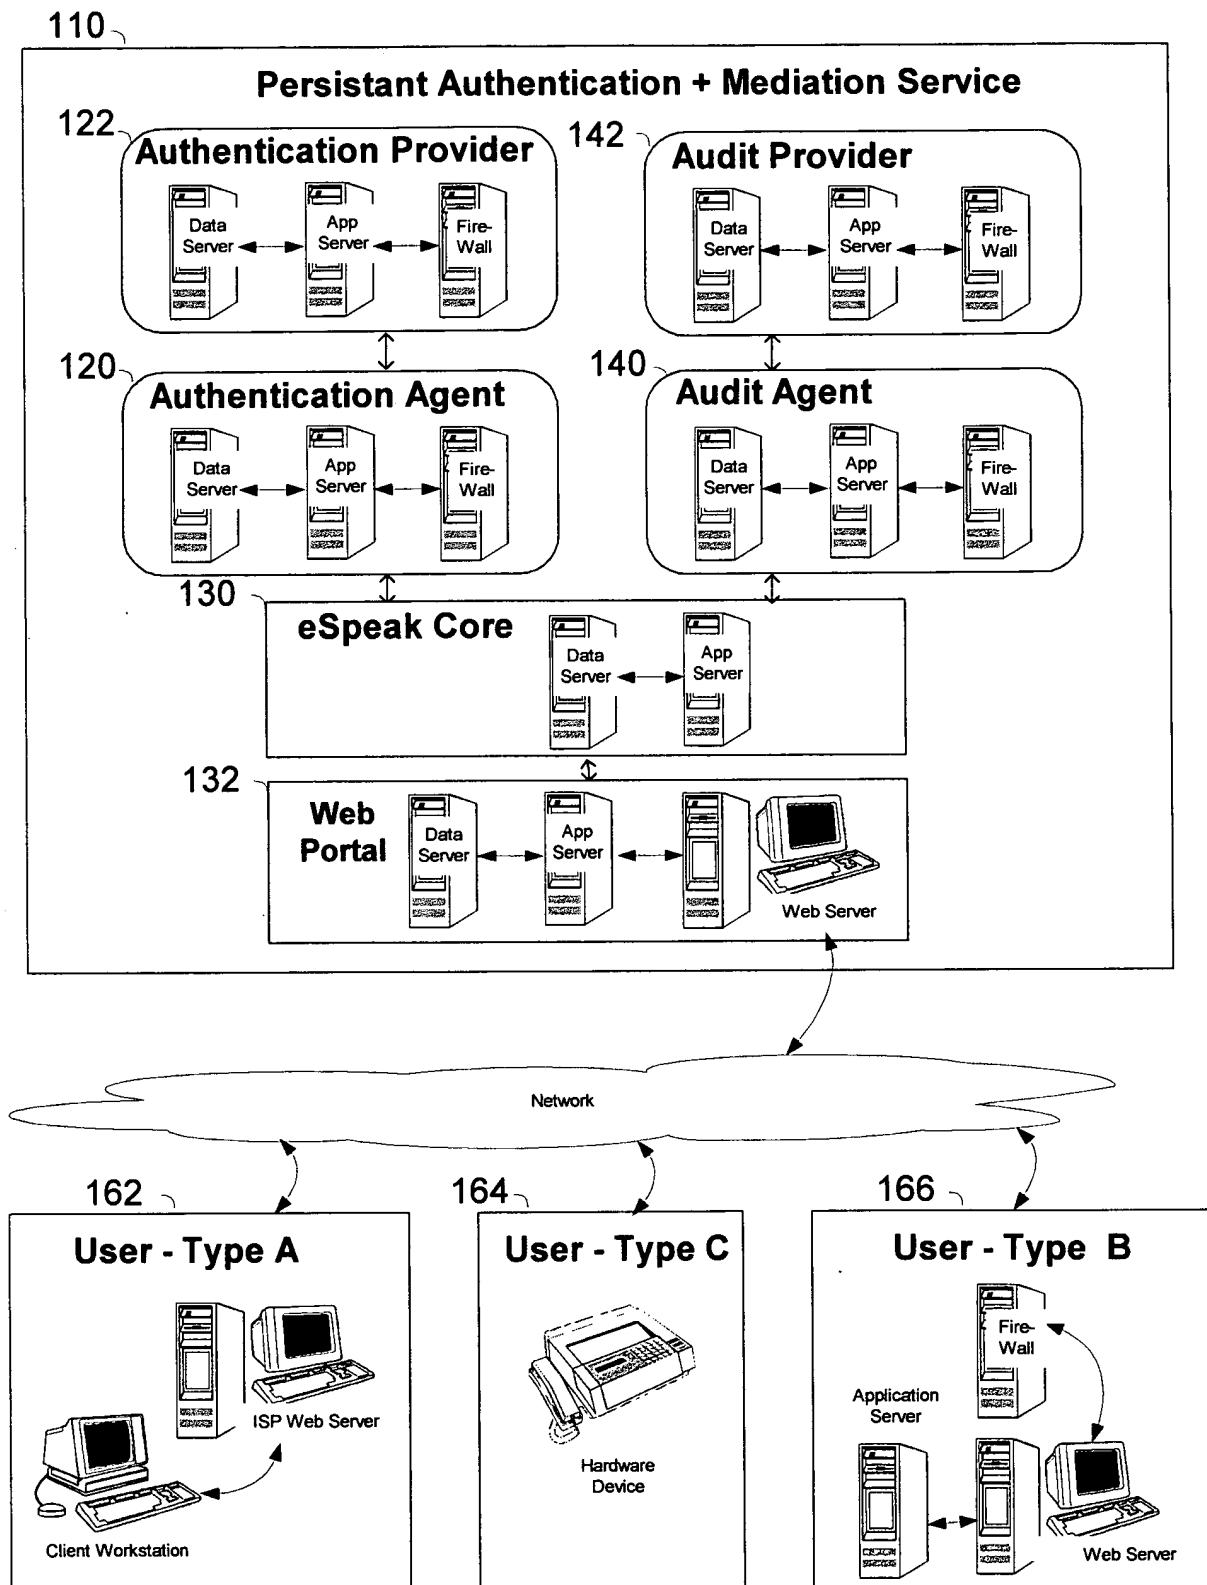 110
Persistant Authentication + Mediation Service
122
Authentication Provider
Data
Server
App
Server
Fire-
Wall
142
Audit Provider
Data
Server
App
Server
Fire-
Wall
120
Authentication Agent
Data
Server
App
Server
Fire-
Wall
140
Audit Agent
Data
Server
App
Server
Fire-
Wall
130
eSpeak Core
Data
Server
App
Server
132
Web
Portal
Data
Server
App
Server
Web Server
Network
162
User - Type A
ISP Web Server
Client Workstation
164
User - Type C
Hardware
Device
166
User - Type B
Fire-
Wall
Application
Server
Web Server